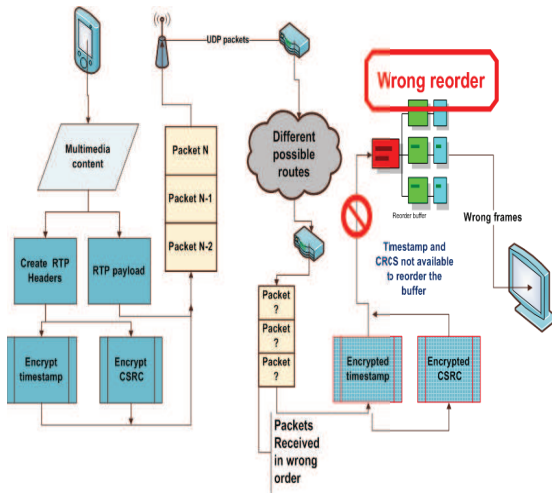 UDP packets
Wrong reorder
Multimedia
content
Packet N
Packet N-1
Packet N-2
Different
possible
routes
Reorder buffer
Wrong frames
Create RTP
Headers
RTP payload
Timestamp and
CRCS not available
to reorder the
buffer
Packet
?
Packet
?
Packet
?
Encrypt
timestamp
Encrypt
CSRC
Encrypted
timestamp
Encrypted
CSRC
Packets
Received
in wrong
order